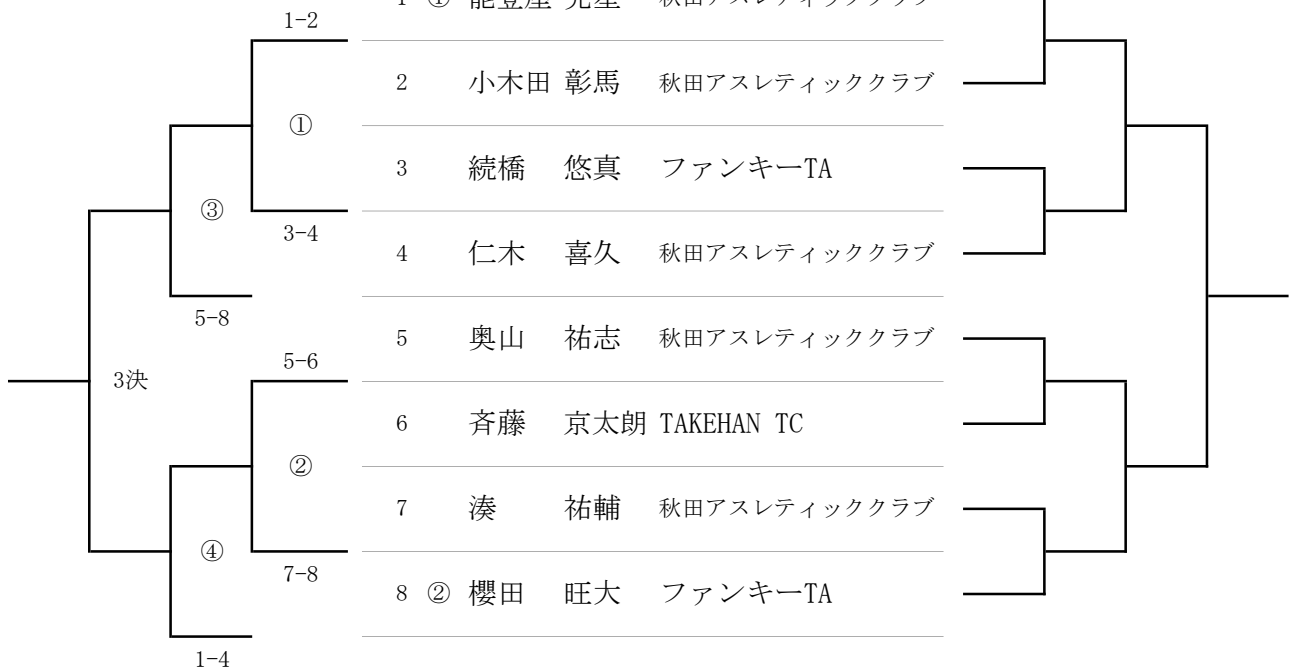 1-2
2 小木田 彰馬 秋田アスレティッククラブ
①
3 続橋 悠真 ファンキーTA
③
3-4
4 仁木 喜久 秋田アスレティッククラブ
5-8
5 奥山 祐志 秋田アスレティッククラブ
5-6
3決
6 斉藤 京太朗 TAKEHAN TC
②
7 湊 祐輔 秋田アスレティッククラブ
④
7-8
8 ②櫻田 旺大 ファンキーTA
1-4